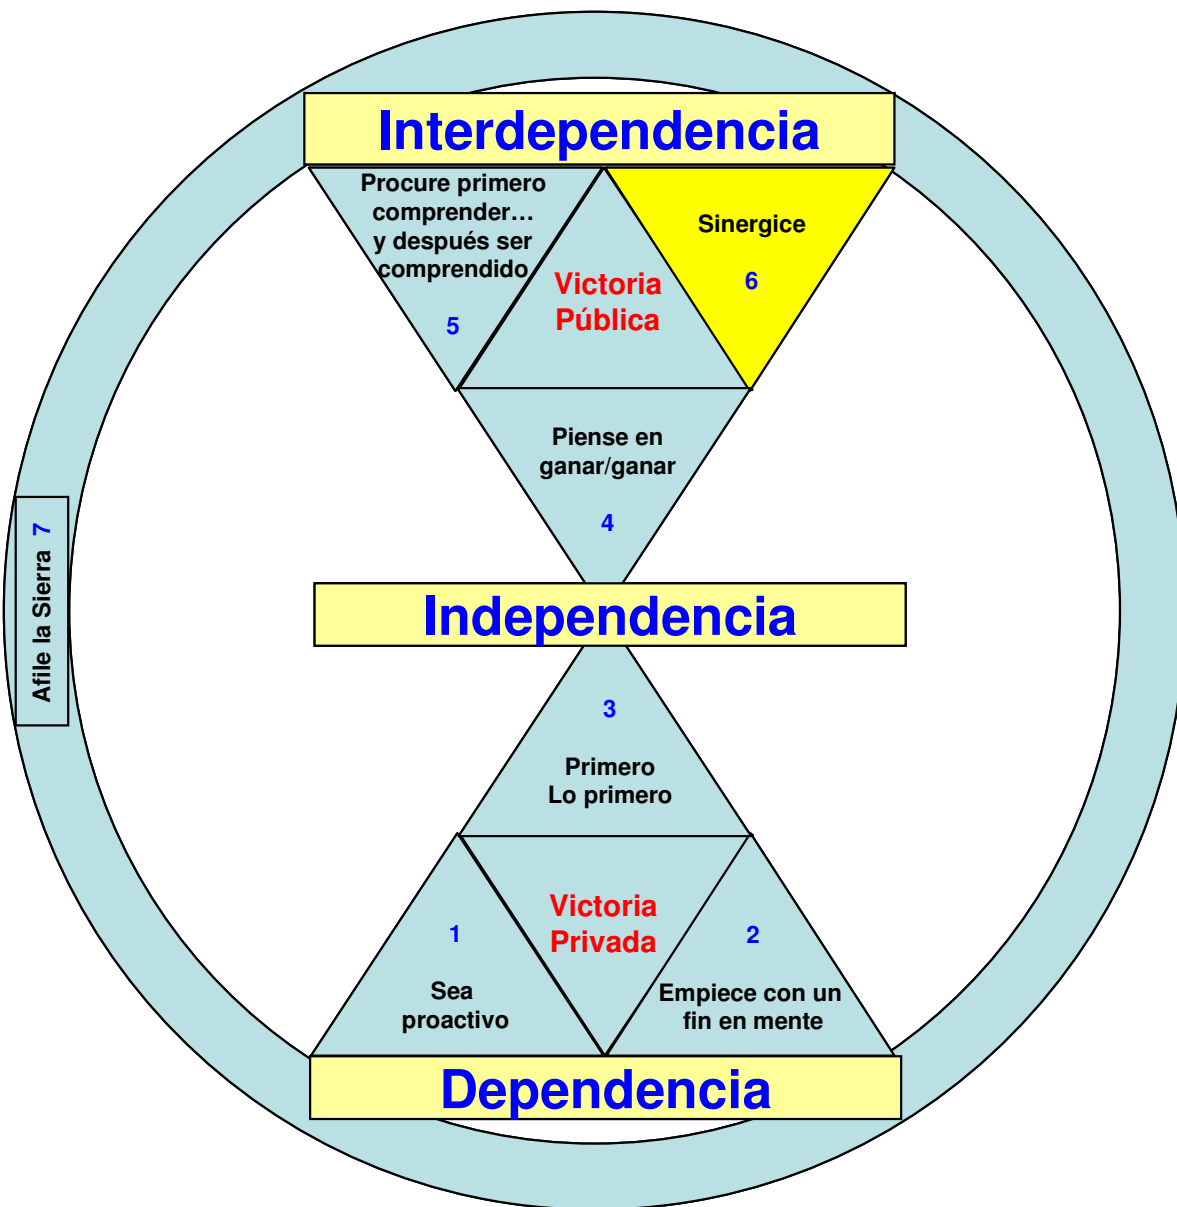 Interdependencia
Procure primero
comprender…
y después ser
comprendido
5
Victoria
Pública
Sinergice
6
Piense en
ganar/ganar
4
Afile la Sierra 7
Independencia
3
Primero
Lo primero
1
Sea
proactivo
Victoria
Privada
2
Empiece con un
fin en mente
Dependencia